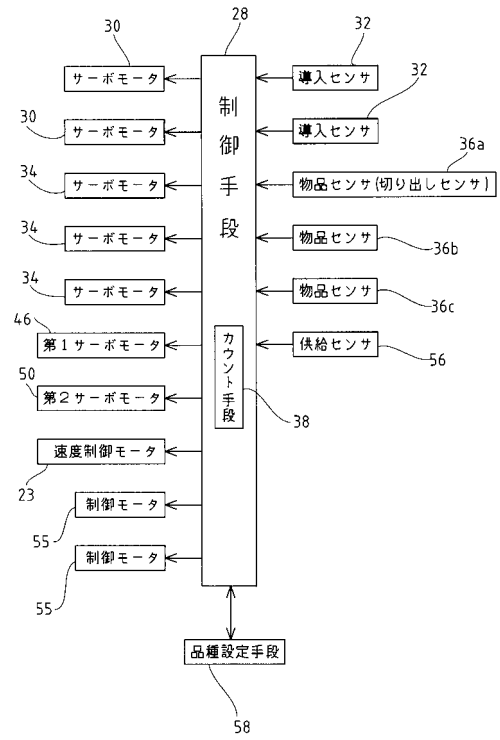 28
30
サーボモータ
30
サーボモータ
34
サーボモータ
34
サーボモータ
34
サーボモータ
46
第1サーボモータ
50
第2サーボモータ
速度制御モータ
23
制御モータ
55
制御モータ
55
制御手段
カウント手段
38
32
導入センサ
32
導入センサ
36a
物品センサ(切り出しセンサ)
物品センサ
36b
物品センサ
36c
供給センサ
56
品種設定手段
58